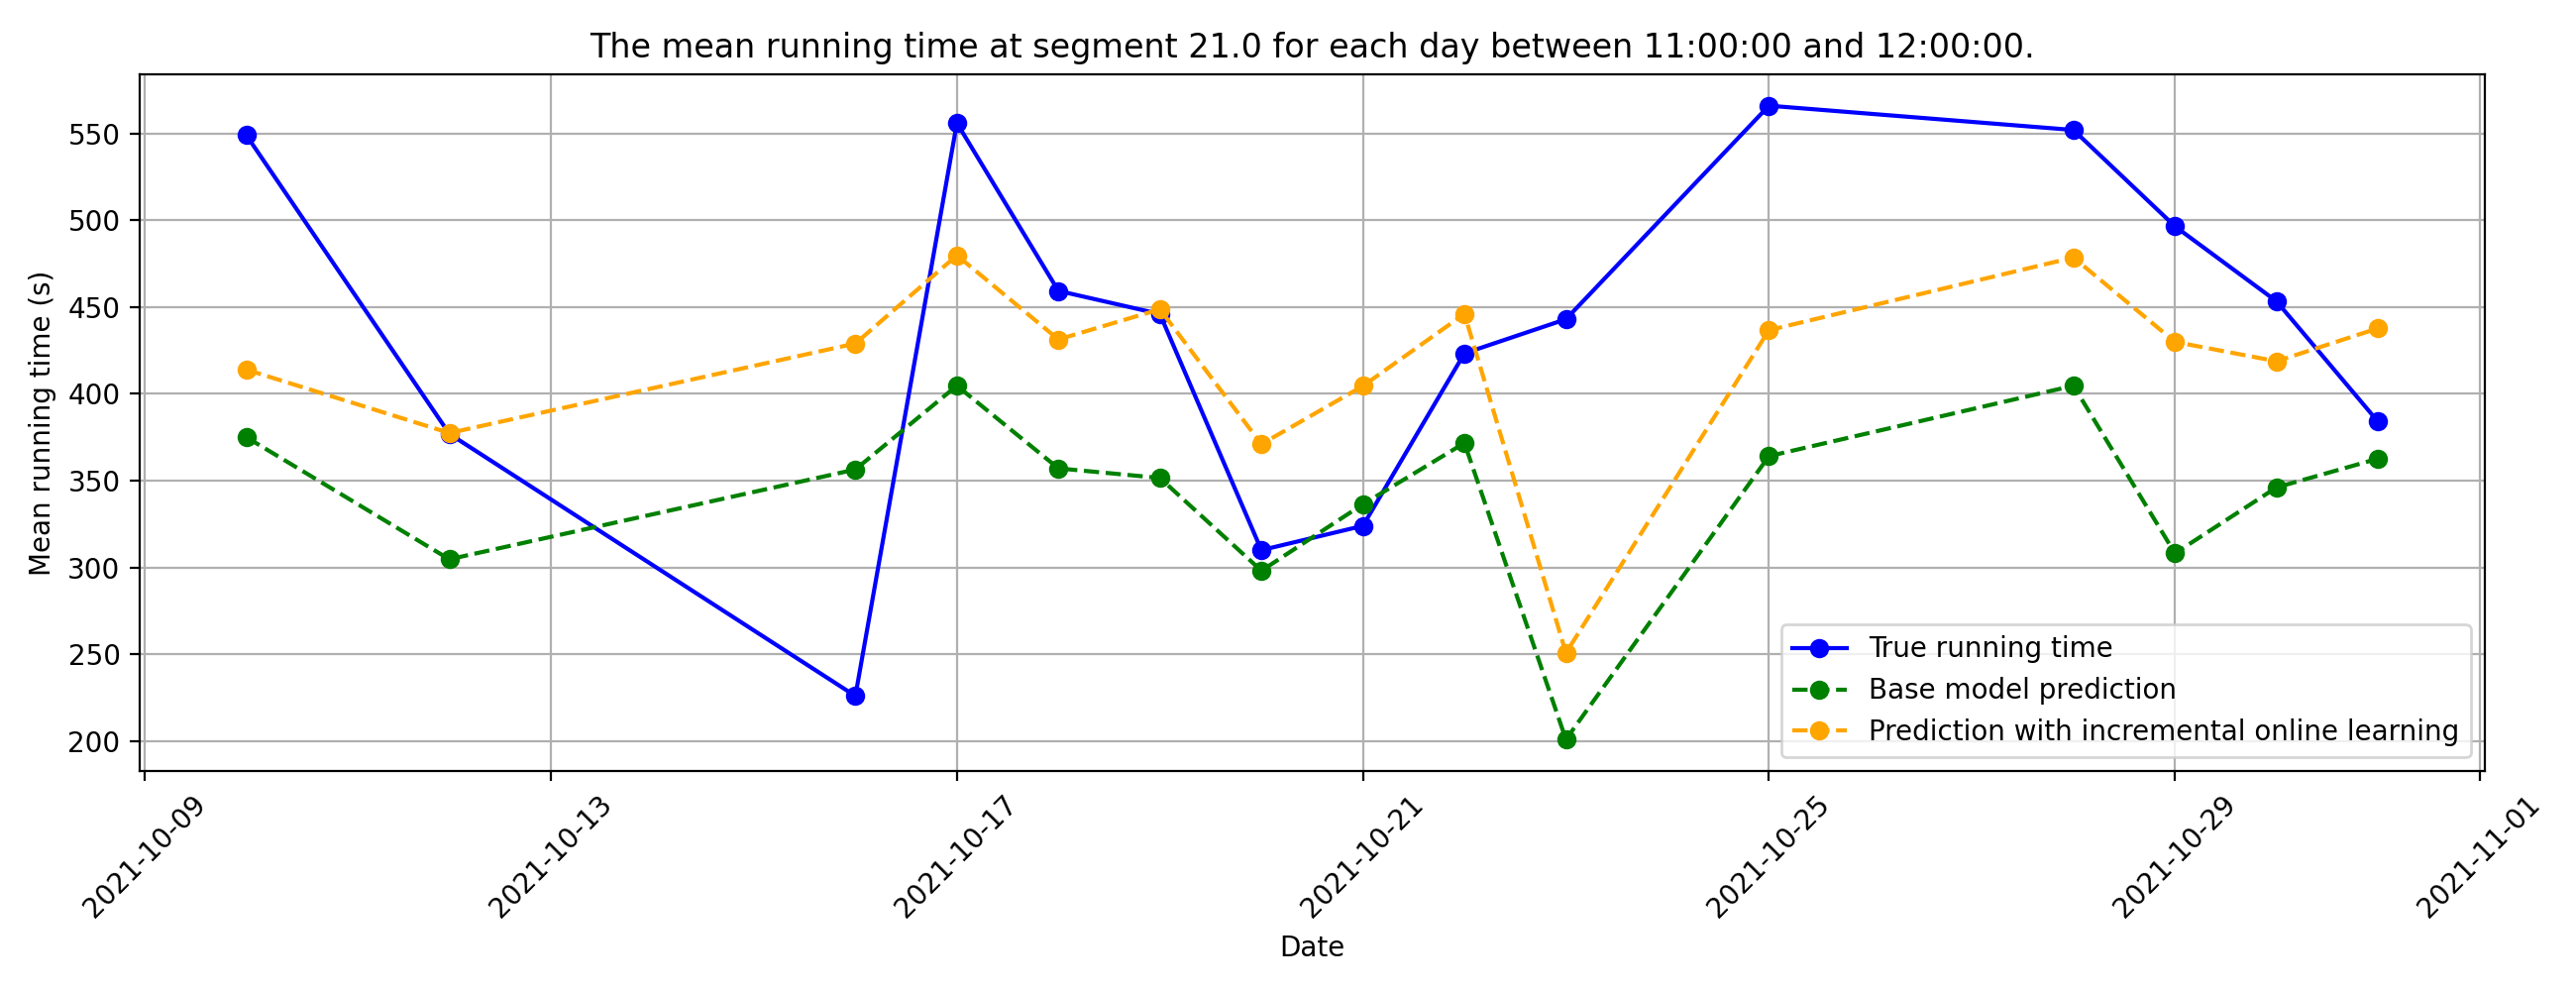 The mean running time at segment 21.0 for each day between 11:00:00 and 12:00:00.
Mean running time (s)
550
500
450
400
350
300
250
200
True running time
Base model prediction
Prediction with incremental online learning
2021-10-09
2021-10-13
2021-10-17
2021-10-21
2021-10-25
2021-10-29
2021-11-01
Date